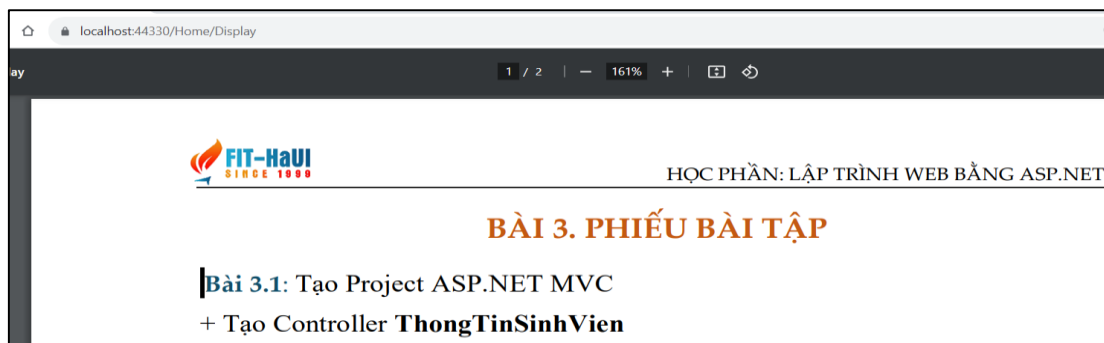 localhost:44330/Home/Display
lay
1 / 2 | − 161% + |
FIT-HaUI
SINCE 1999
HỌC PHẦN: LẬP TRÌNH WEB BẰNG ASP.NET
BÀI 3. PHIẾU BÀI TẬP
Bài 3.1: Tạo Project ASP.NET MVC
+ Tạo Controller ThongTinSinhVien